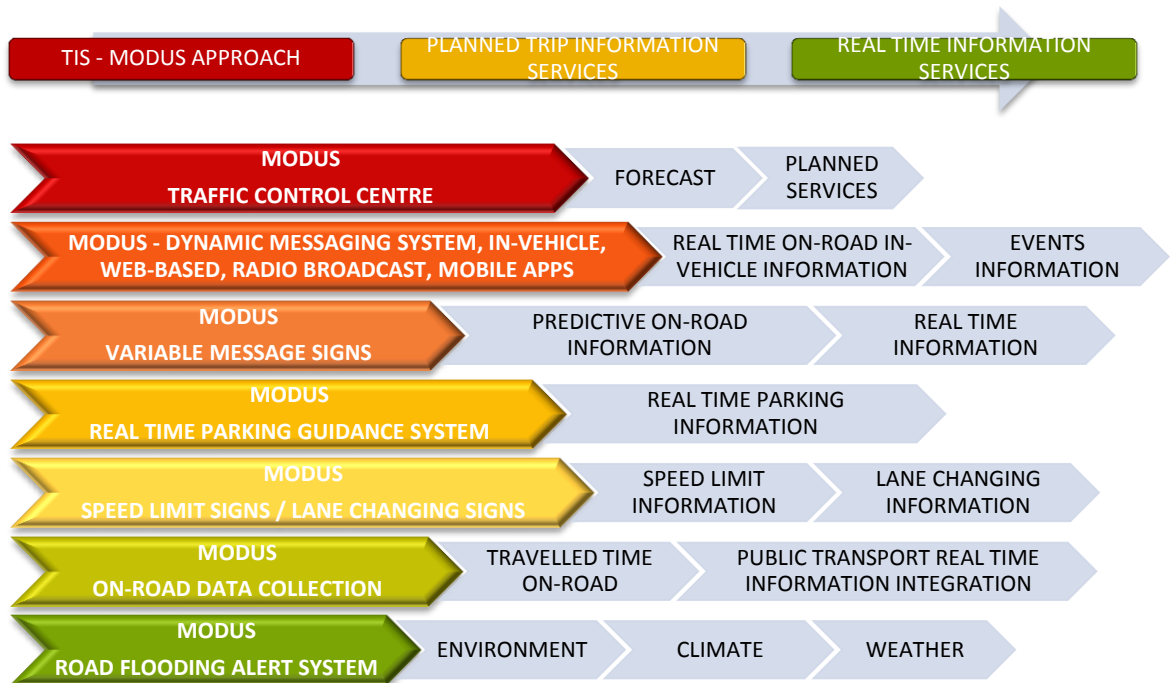 TIS - MODUS APPROACH
PLANNED TRIP INFORMATION
SERVICES
REAL TIME INFORMATION
SERVICES
MODUS
TRAFFIC CONTROL CENTRE
FORECAST
PLANNED
SERVICES
MODUS - DYNAMIC MESSAGING SYSTEM, IN-VEHICLE,
WEB-BASED, RADIO BROADCAST, MOBILE APPS
REAL TIME ON-ROAD IN-
VEHICLE INFORMATION
EVENTS
INFORMATION
MODUS
VARIABLE MESSAGE SIGNS
PREDICTIVE ON-ROAD
INFORMATION
REAL TIME
INFORMATION
MODUS
REAL TIME PARKING GUIDANCE SYSTEM
REAL TIME PARKING
INFORMATION
MODUS
SPEED LIMIT SIGNS / LANE CHANGING SIGNS
SPEED LIMIT
INFORMATION
LANE CHANGING
INFORMATION
MODUS
ON-ROAD DATA COLLECTION
TRAVELLED TIME
ON-ROAD
PUBLIC TRANSPORT REAL TIME
INFORMATION INTEGRATION
MODUS
ROAD FLOODING ALERT SYSTEM
ENVIRONMENT
CLIMATE
WEATHER